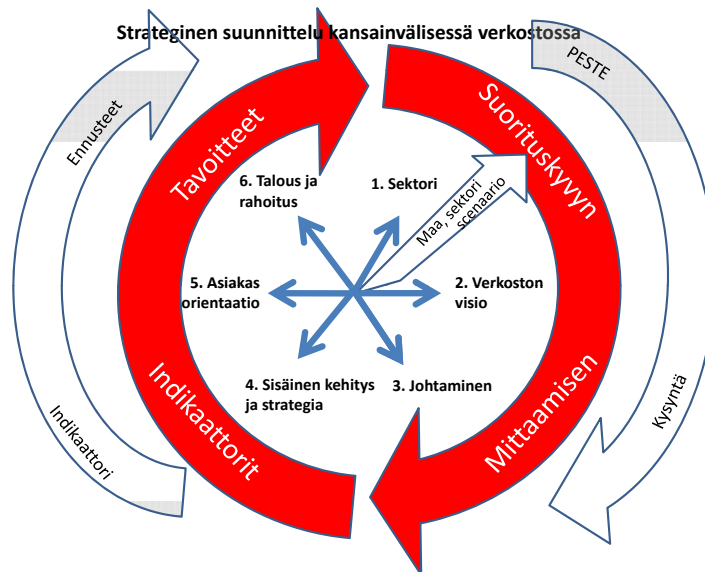 Strateginen suunnittelu kansainvälisessä verkostossa
PESTE
Ennusteet
Tavoitteet
Suorituskyvyn
6. Talous ja
rahoitus
1. Sektori
Maa, sektori
scenaario
5. Asiakas
orientaatio
2. Verkoston
visio
4. Sisäinen kehitys
ja strategia
3. Johtaminen
Indikaattorit
Mittaamisen
Indikaattori
Kysyntä